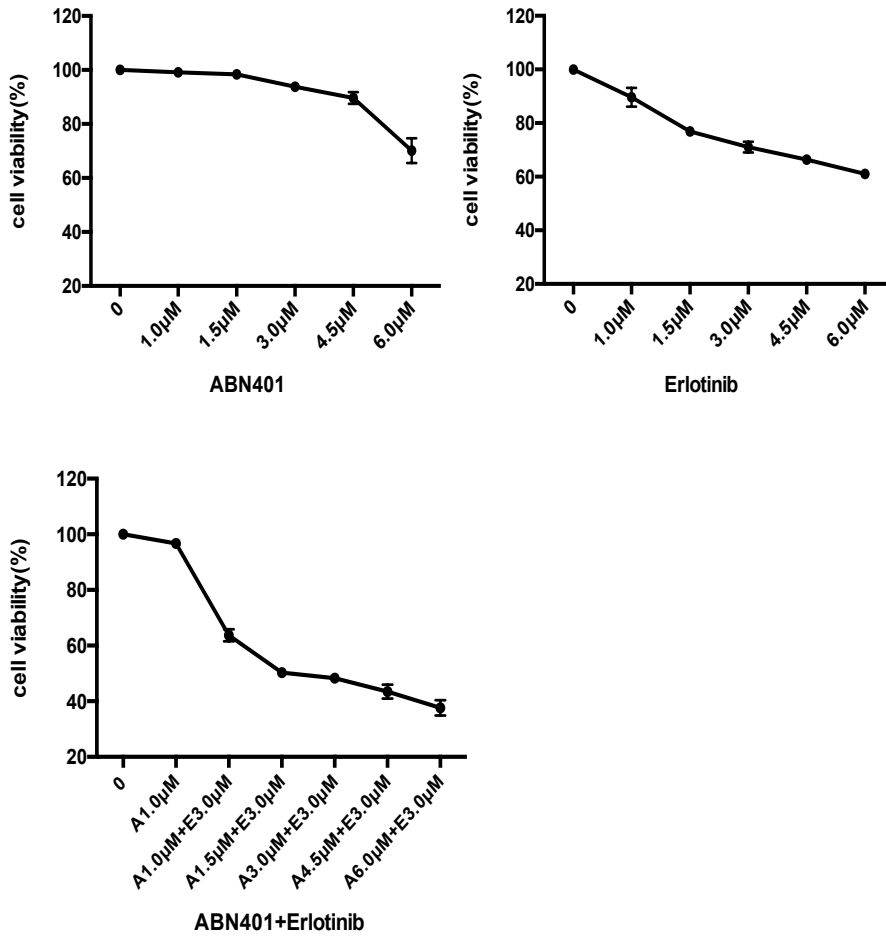 120
100
80
60
40
20
cell viability(%)
0
1.0µM
1.5µM
3.0µM
4.5µM
6.0µM
ABN401
120
100
80
60
40
20
cell viability(%)
0
1.0µM
1.5µM
3.0µM
4.5µM
6.0µM
Erlotinib
120
100
80
60
40
20
cell viability(%)
0
A1.0µM
A1.0µM+E3.0µM
A1.5µM+E3.0µM
A3.0µM+E3.0µM
A4.5µM+E3.0µM
A6.0µM+E3.0µM
ABN401+Erlotinib